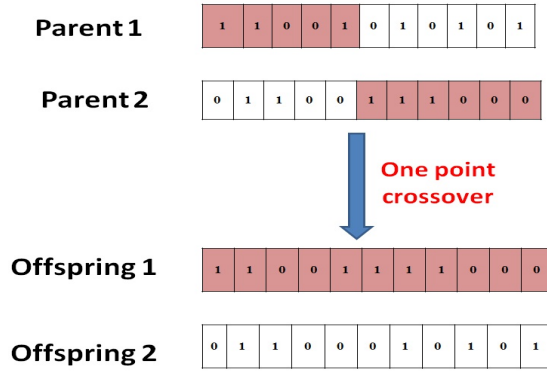 Parent 1 1 1 0 0 1 0 1 0 1 0 1
Parent 2 0 1 1 0 0 1 1 1 0 0 0
One point
crossover
Offspring 1 1 1 0 0 1 1 1 1 0 0 0
Offspring 2 0 1 1 0 0 0 1 0 1 0 1